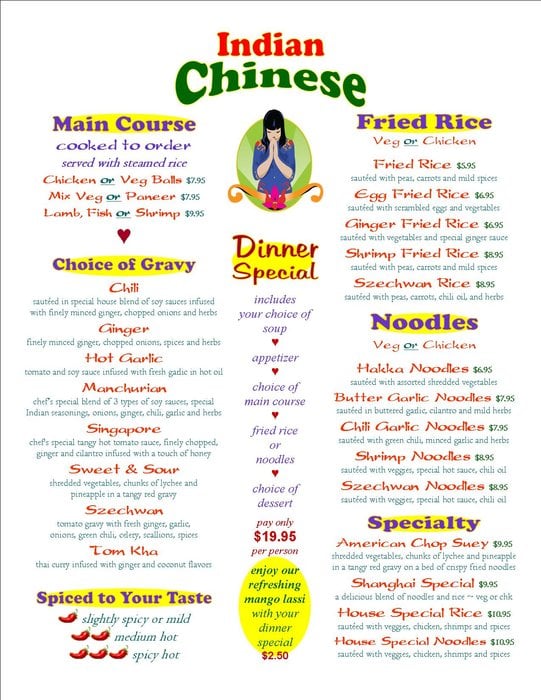 Indian
Chinese
Main Course
cooked to order
served with steamed rice
Chicken or Veg Balls $7.95
Mix Veg or Paneer $7.95
Lamb, Fish or Shrimp $9.95
Choice of Gravy
Chili
sautéed in special house blend of soy sauces infused
with finely minced ginger, chopped onions and herbs
Ginger
finely minced ginger, chopped onions, spices and herbs
Hot Garlic
tomato and soy sauce infused with fresh garlic in hot oil
Manchurian
chef's special blend of 3 types of soy sauces, special
Indian seasonings, onions, ginger, chili, garlic and herbs
Singapore
chef's special tangy hot tomato sauce, finely chopped,
ginger and cilantro infused with a touch of honey
Sweet & Sour
shredded vegetables, chunks of lychee and
pineapple in a tangy red gravy
Szechwan
tomato gravy with fresh ginger, garlic,
onions, green chili, celery, scallions, spices
Tom Kha
thai curry infused with ginger and coconut flavors
Spiced to Your Taste
slightly spicy or mild
medium hot
spicy hot
Dinner
Special
includes
your choice of
soup
appetizer
choice of
main course
fried rice
or
noodles
choice of
dessert
pay only
$19.95
per person
enjoy our
refreshing
mango lassi
with your
dinner
special
$2.50
Fried Rice
Veg or Chicken
Fried Rice $5.95
sautéed with peas, carrots and mild spices
Egg Fried Rice $6.95
sautéed with scrambled eggs and vegetables
Ginger Fried Rice $6.95
sautéed with vegetables and special ginger sauce
Shrimp Fried Rice $8.95
sautéed with peas, carrots and mild spices
Szechwan Rice $8.95
sautéed with peas, carrots, chili oil, and herbs
Noodles
Veg or Chicken
Hakka Noodles $6.95
sautéed with assorted shredded vegetables
Butter Garlic Noodles $7.95
sautéed in buttered garlic, cilantro and mild herbs
Chili Garlic Noodles $7.95
sautéed with green chili, minced garlic and herbs
Shrimp Noodles $8.95
sautéed with veggies, special hot sauce, chili oil
Szechwan Noodles $8.95
sautéed with veggies, special hot sauce, chili oil
Specialty
American Chop Suey $9.95
shredded vegetables, chunks of lychee and pineapple
in a tangy red gravy on a bed of crispy fried noodles
Shanghai Special $9.95
a delicious blend of noodles and rice ~ veg or chk
House Special Rice $10.95
sautéed with veggies, chicken, shrimps and spices
House Special Noodles $10.95
sautéed with veggies, chicken, shrimps and spices